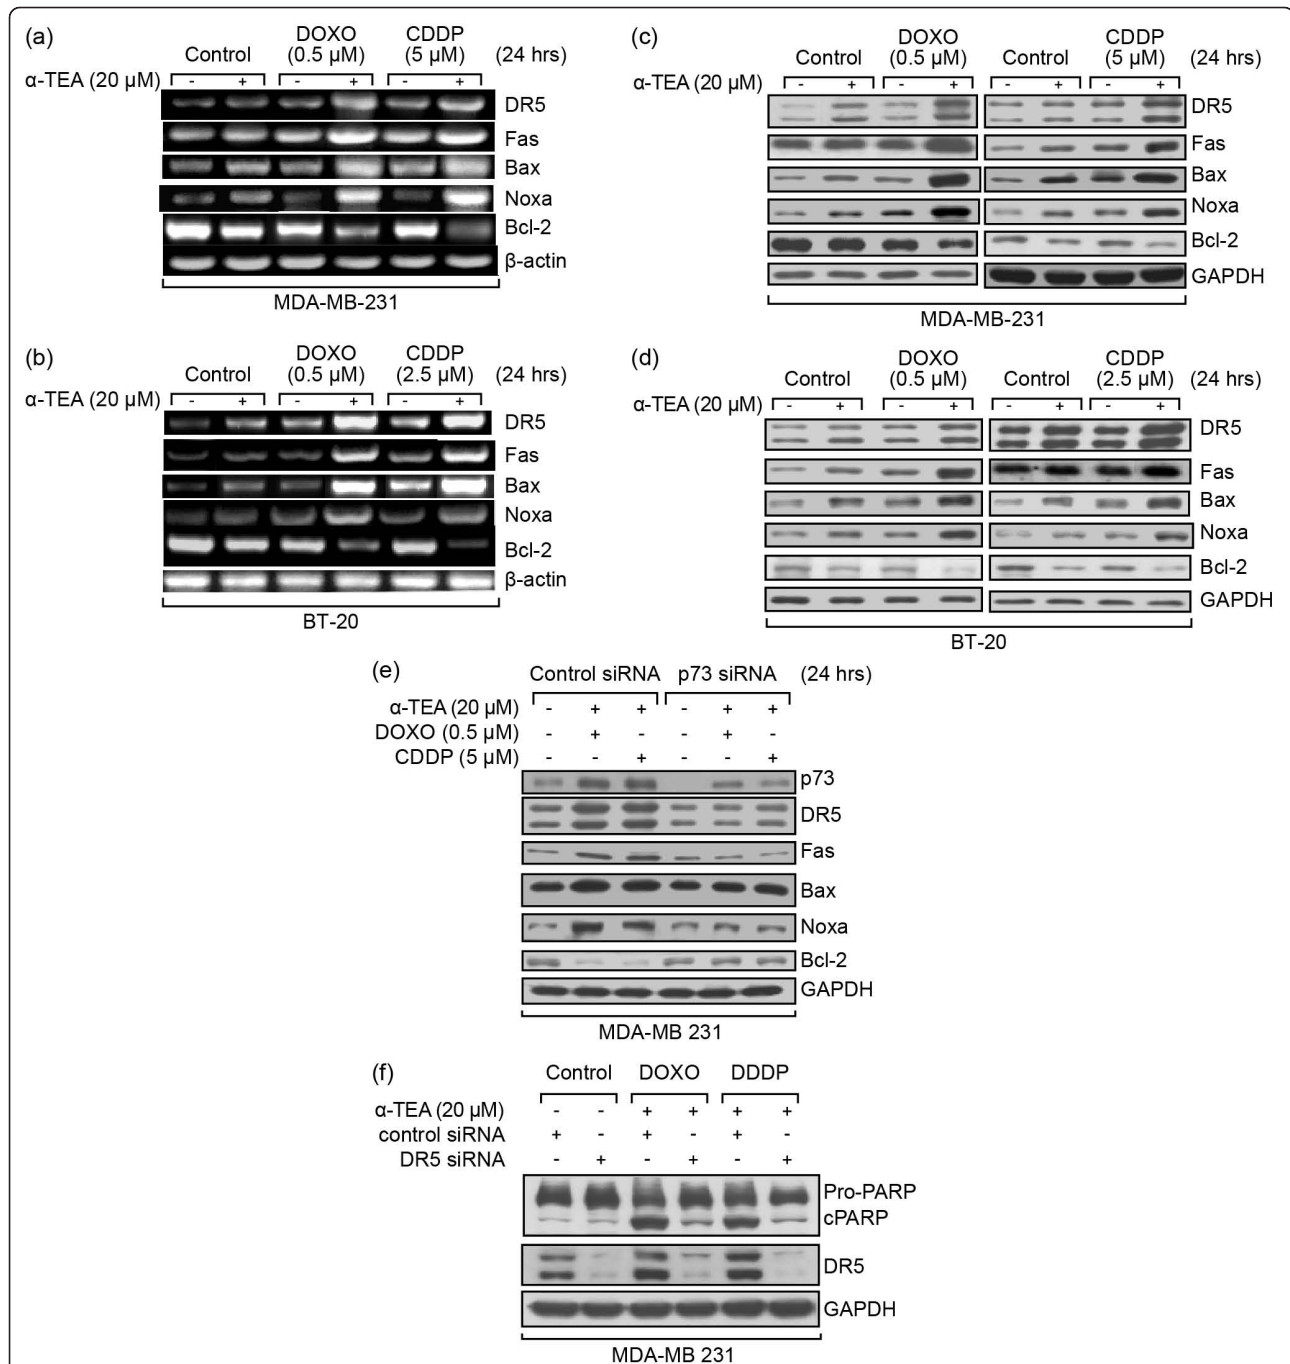 (a)
DOXO CDDP
Control (0.5 µM) (5 µM) (24 hrs)
α-TEA (20 µM) - + - + - +
DR5
Fas
Bax
Noxa
Bcl-2
β-actin
MDA-MB-231
(b)
DOXO CDDP
Control (0.5 µM) (2.5 µM) (24 hrs)
α-TEA (20 µM) - + - + - +
DR5
Fas
Bax
Noxa
Bcl-2
β-actin
BT-20
(c)
DOXO CDDP
Control (0.5 µM) Control (5 µM) (24 hrs)
α-TEA (20 µM) - + - + - + - +
DR5
Fas
Bax
Noxa
Bcl-2
GAPDH
MDA-MB-231
(d)
DOXO CDDP
Control (0.5 µM) Control (2.5 µM) (24 hrs)
α-TEA (20 µM) - + - + - + - +
DR5
Fas
Bax
Noxa
Bcl-2
GAPDH
BT-20
(e)
Control siRNA p73 siRNA (24 hrs)
α-TEA (20 µM) - + + - + +
DOXO (0.5 µM) - + - - + -
CDDP (5 µM) - - + - - +
p73
DR5
Fas
Bax
Noxa
Bcl-2
GAPDH
MDA-MB 231
(f)
Control DOXO DDDP
α-TEA (20 µM) - - + + + +
control siRNA + - + - + -
DR5 siRNA - + - + - +
Pro-PARP
cPARP
DR5
GAPDH
MDA-MB 231